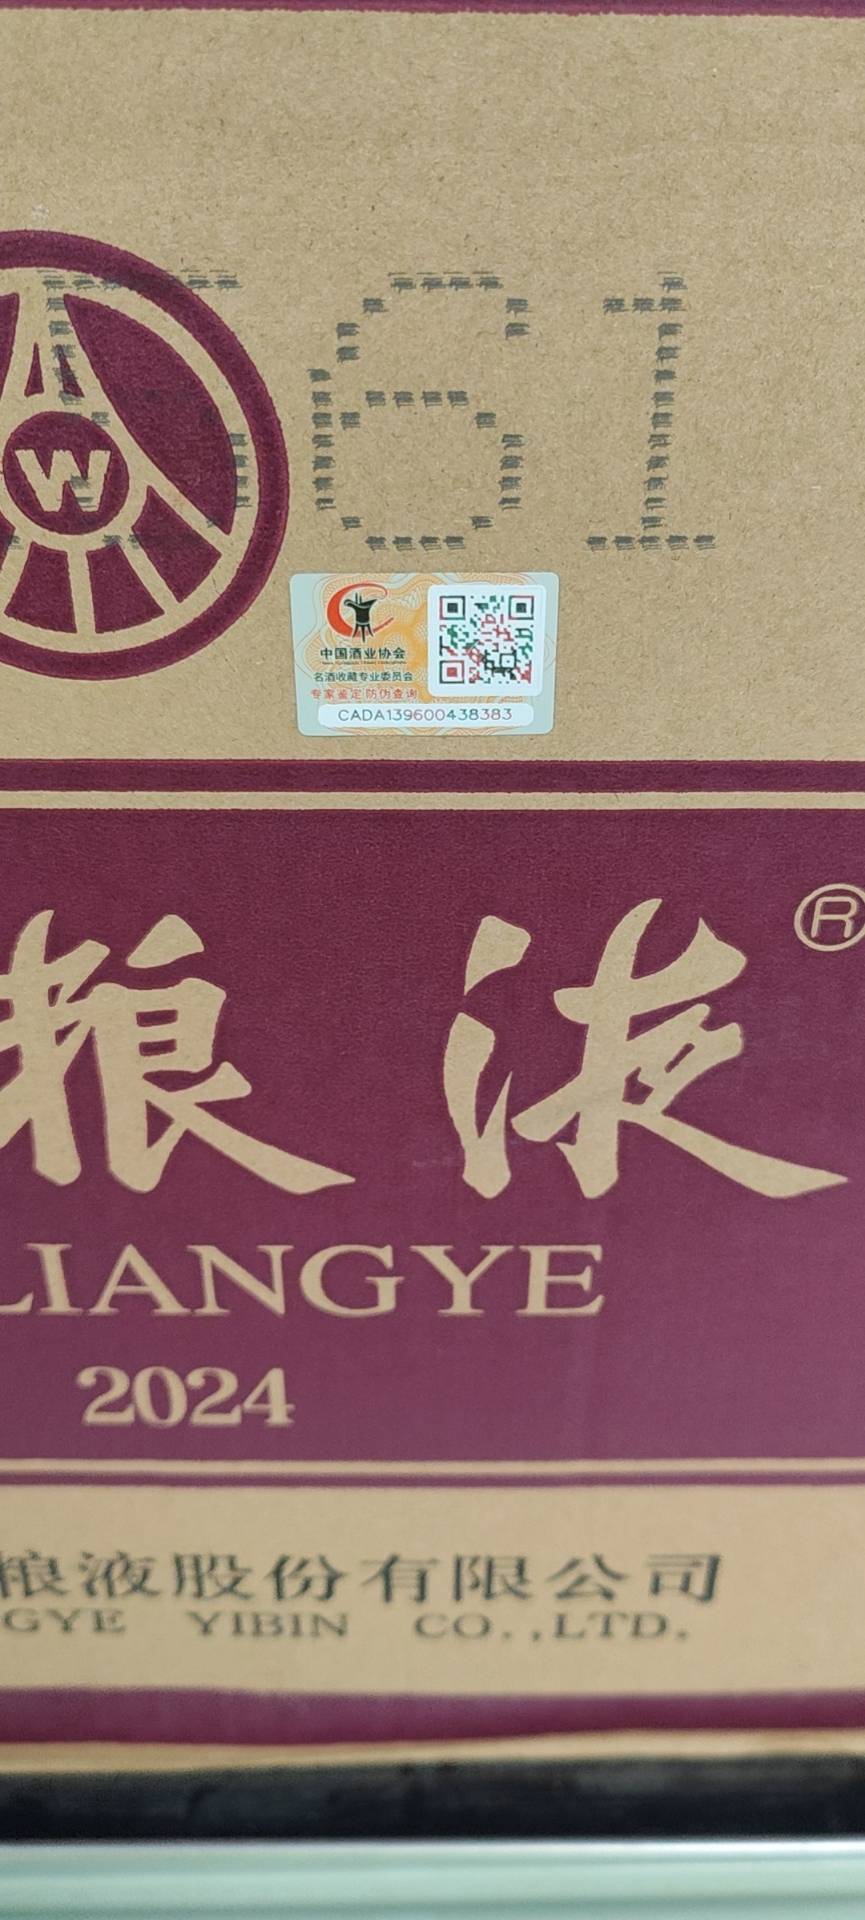 W
561
中国酒业协会
名酒收藏专业委员会
专家鉴定 防伪查询
CADA139600438383
粮液®
LIANGYE
2024
粮液股份有限公司
GYE YIBIN CO.,LTD.